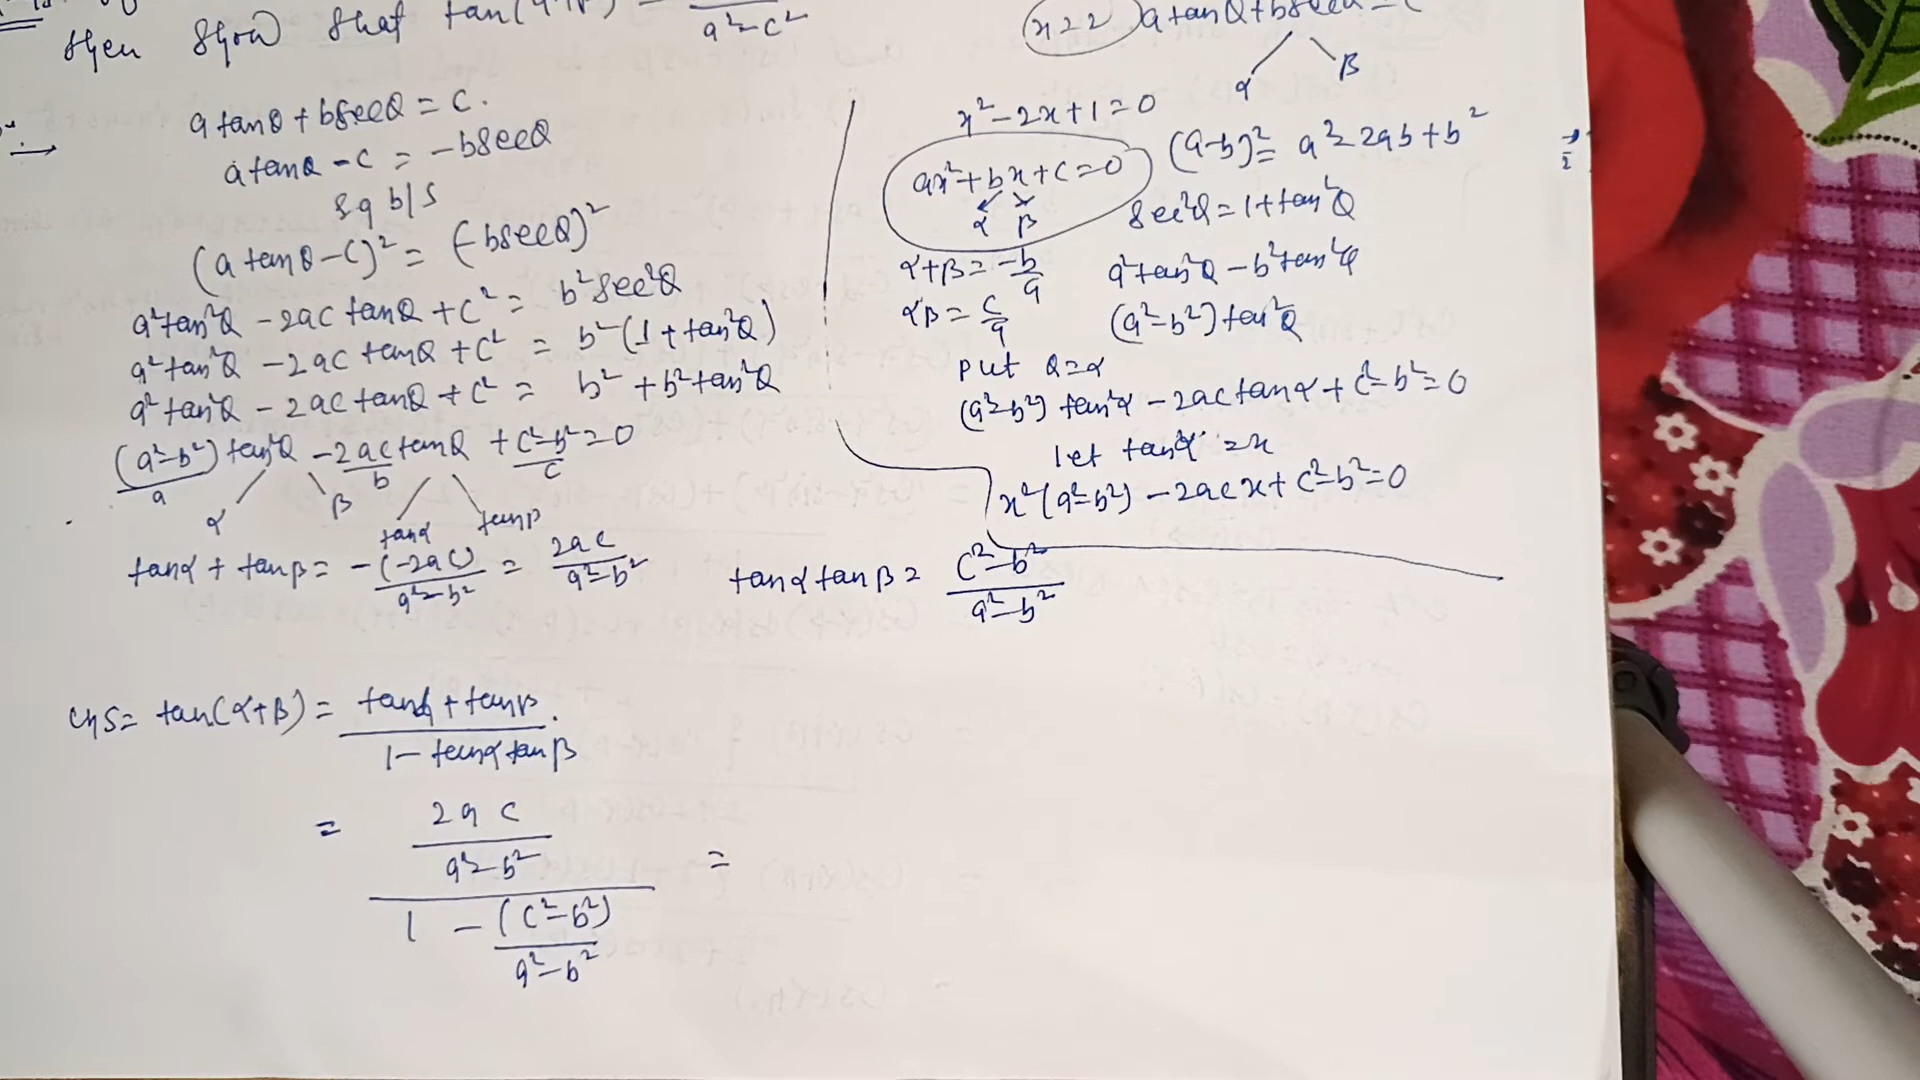 then show that tan(α+β) = 
a²-c²
x=2 a tanθ+bsecθ = c
α β
a tanθ + bsecθ = c.
a tanθ - c = -bsecθ
sq b/s
(a tanθ - c)² = (-bsecθ)²
a²tan²θ - 2ac tanθ + c² = b²sec²θ
a²tan²θ - 2ac tanθ + c² = b² (1 + tan²θ)
a²tan²θ - 2ac tanθ + c² = b² + b²tan²θ
(a²-b²) tan²θ - 2ac tanθ + c²-b² = 0
a b c
α β tanα tanβ
tanα + tanβ = -(-2ac)/(a²-b²) = 2ac/(a²-b²)
x² - 2x + 1 = 0
ax² + bx + c = 0
α β
α+β = -b/a
αβ = c/a
(a-b)² = a²-2ab+b²
sec²θ = 1+tan²θ
a²tan²θ - b²tan²θ
(a²-b²) tan²θ
put θ=α
(a²-b²) tan²α - 2ac tanα + c²-b² = 0
let tanα = x
x²(a²-b²) - 2acx + c²-b² = 0
tanα tanβ = (c²-b²)/(a²-b²)
LHS = tan(α+β) = (tanα + tanβ)/(1 - tanα tanβ)
= (2ac/(a²-b²))/(1 - (c²-b²)/(a²-b²)) =